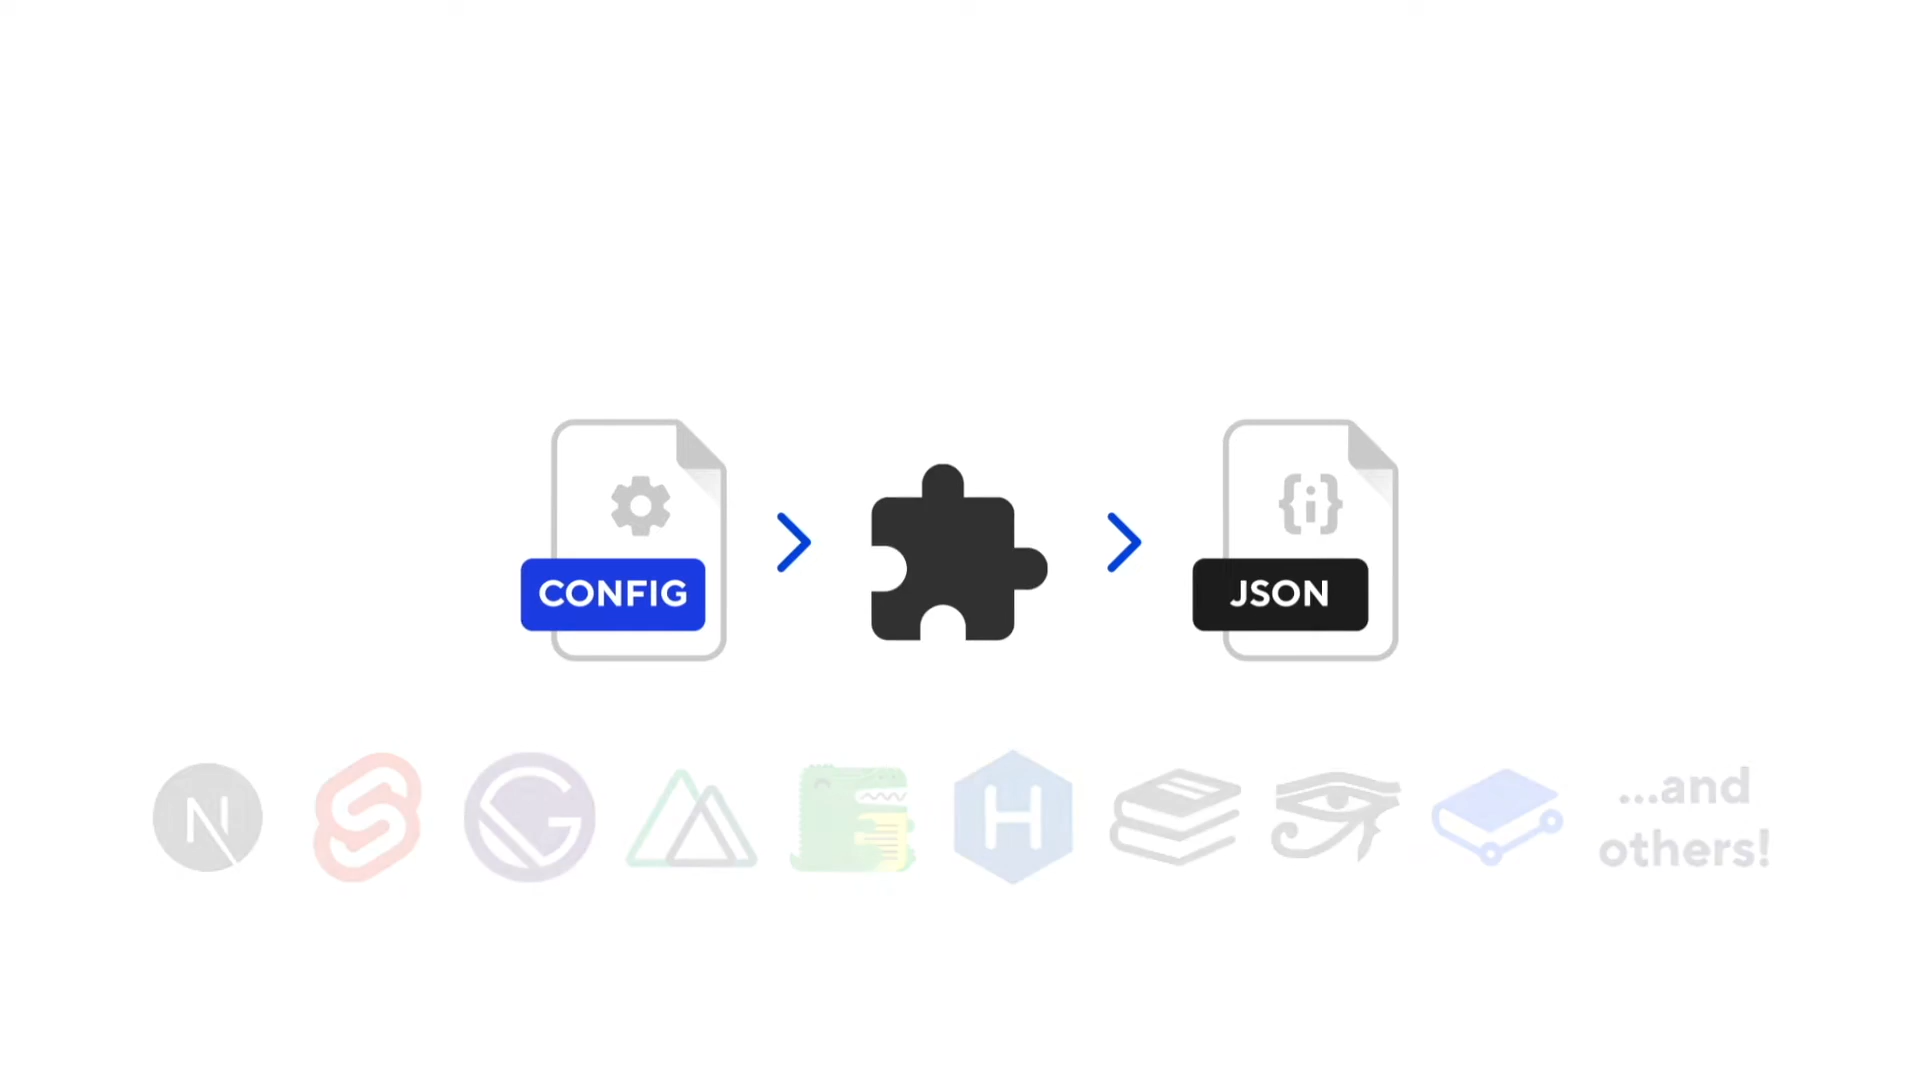 CONFIG
{i}
JSON
N
S
G
H
...and
others!